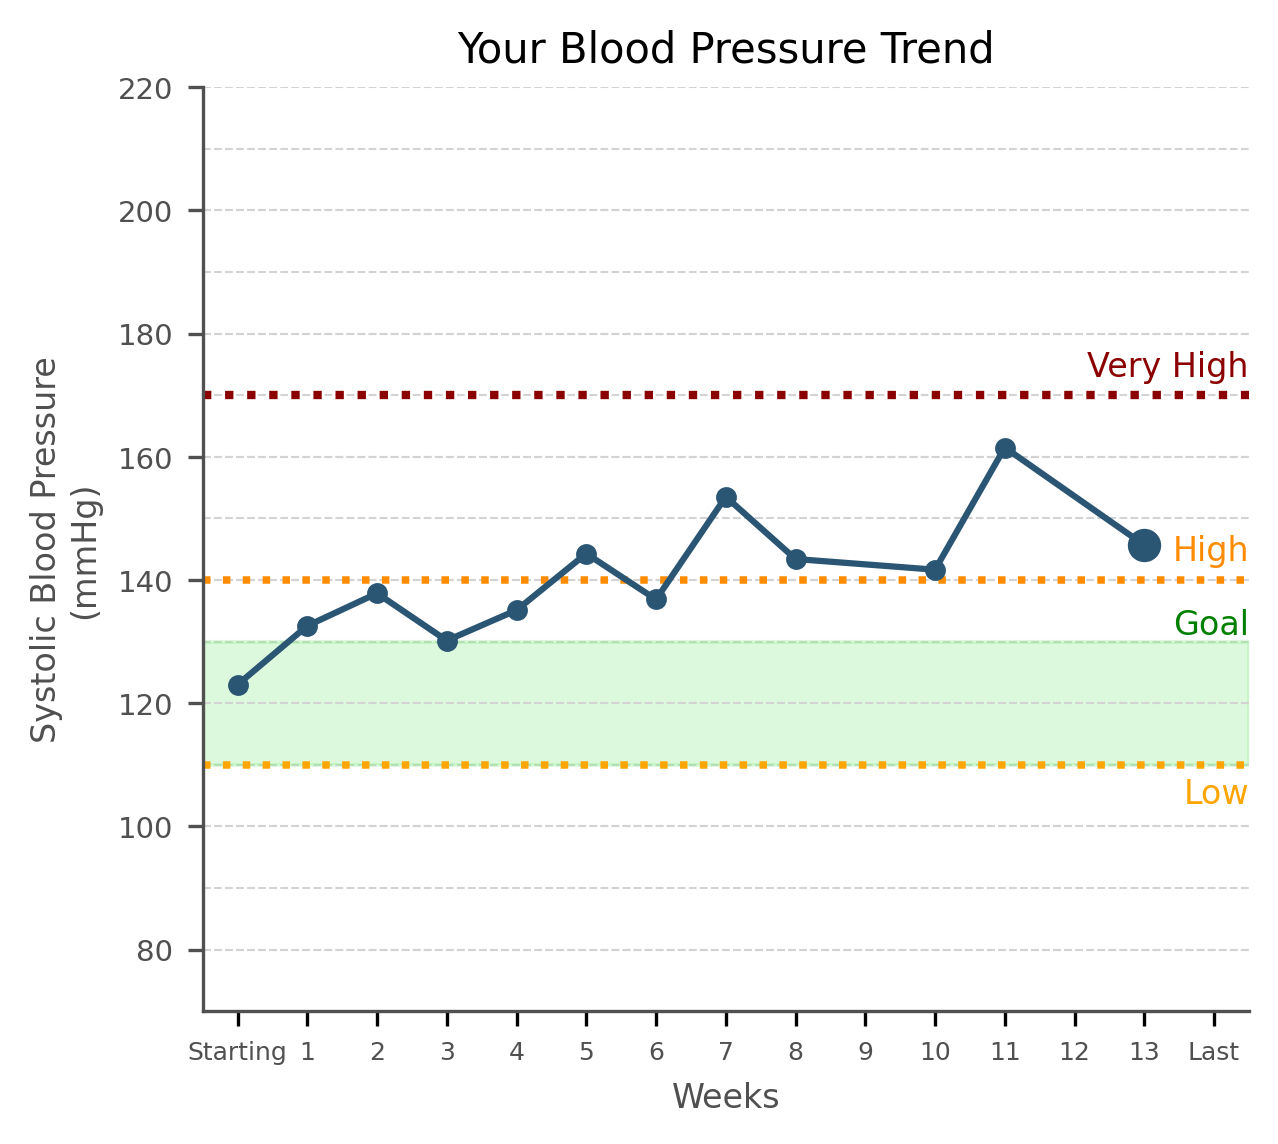 Your Blood Pressure Trend
220
200
180
160
140
120
100
80
Systolic Blood Pressure
(mmHg)
Very High
High
Goal
Low
Starting 1 2 3 4 5 6 7 8 9 10 11 12 13 Last
Weeks